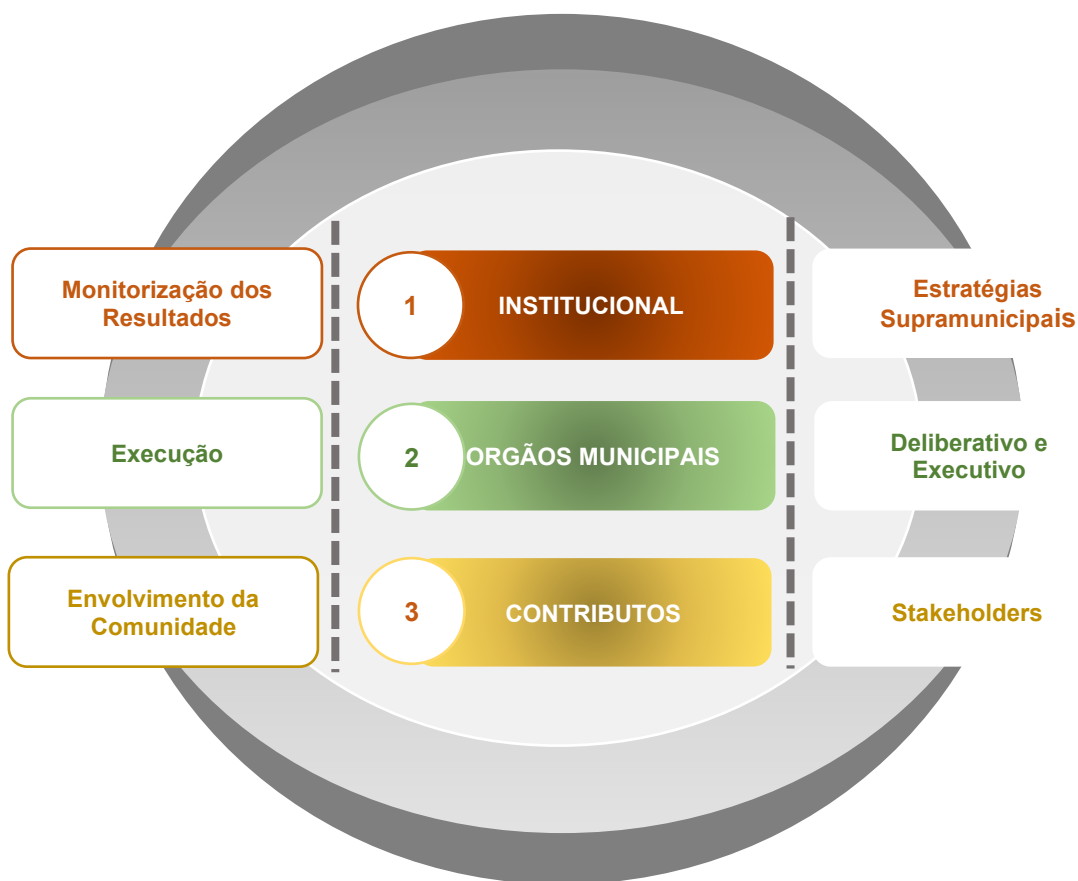 Monitorização dos
Resultados
1
INSTITUCIONAL
Estratégias
Supramunicipais
Execução
2
ORGÃOS MUNICIPAIS
Deliberativo e
Executivo
Envolvimento da
Comunidade
3
CONTRIBUTOS
Stakeholders